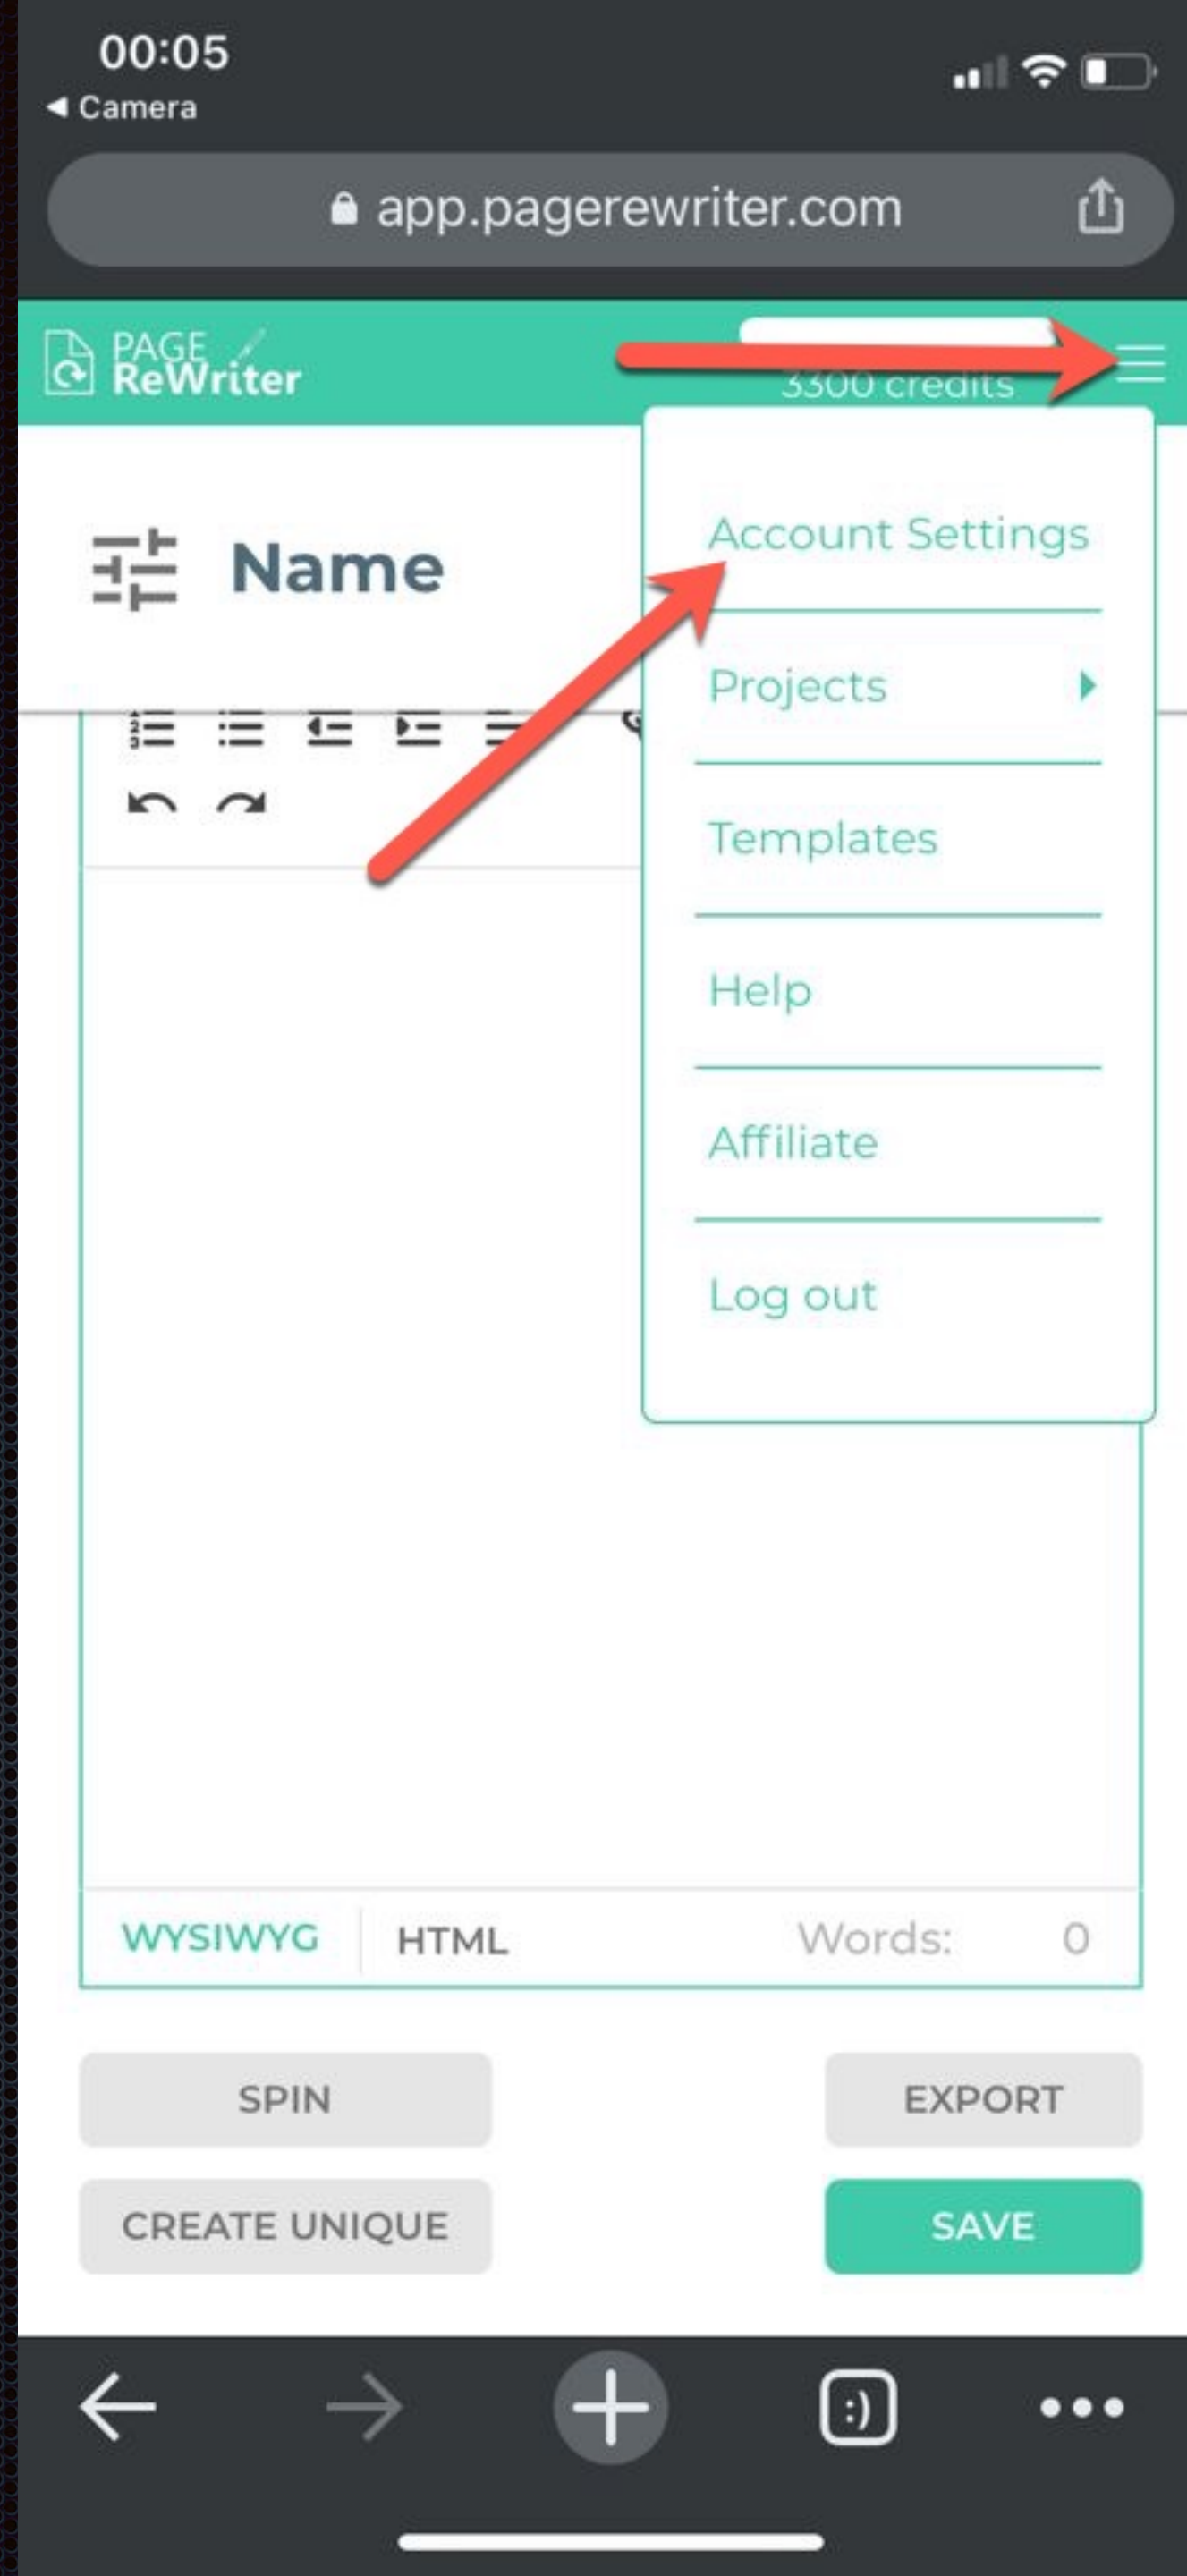 00:05
Camera
app.pagerewriter.com
PAGE
ReWriter
3300 credits
Name
Account Settings
Projects
Templates
Help
Affiliate
Log out
WYSIWYG HTML Words: 0
SPIN EXPORT
CREATE UNIQUE SAVE
:)